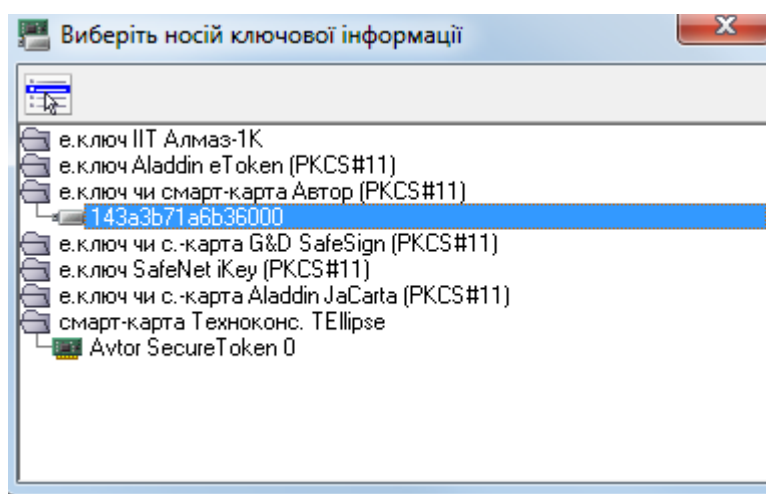 Виберіть носій ключової інформації
е.ключ ІІТ Алмаз-1К
е.ключ Aladdin eToken (PKCS#11)
е.ключ чи смарт-карта Автор (PKCS#11)
143a3b71a6b36000
е.ключ чи с.-карта G&D SafeSign (PKCS#11)
е.ключ SafeNet iKey (PKCS#11)
е.ключ чи с.-карта Aladdin JaCarta (PKCS#11)
смарт-карта Техноконс. TEllipse
Avtor SecureToken 0